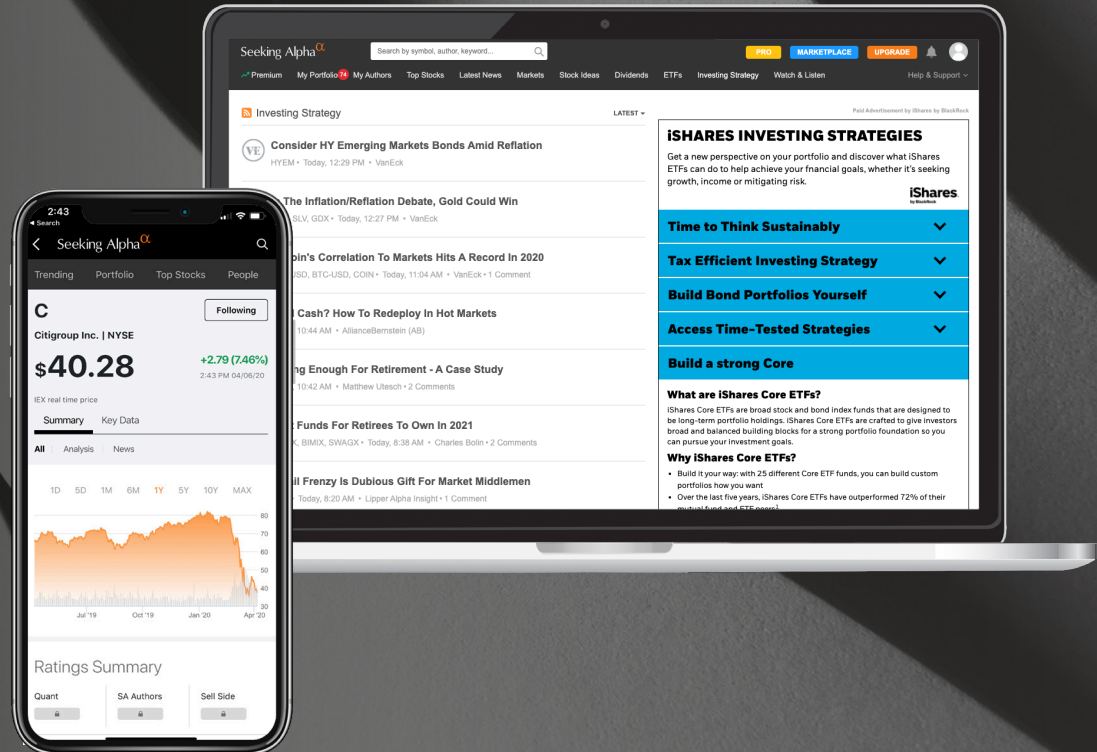 Seeking Alpha α
Search by symbol, author, keyword...
PRO
MARKETPLACE
UPGRADE
Premium My Portfolio 74 My Authors Top Stocks Latest News Markets Stock Ideas Dividends ETFs Investing Strategy Watch & Listen Help & Support
Investing Strategy
LATEST
VE
Consider HY Emerging Markets Bonds Amid Reflation
HYEM • Today, 12:29 PM • VanEck
The Inflation/Reflation Debate, Gold Could Win
SLV, GDX • Today, 12:27 PM • VanEck
Correlation To Markets Hits A Record In 2020
BTC-USD, COIN • Today, 11:04 AM • VanEck • 1 Comment
Cash? How To Redeploy In Hot Markets
10:44 AM • AllianceBernstein (AB)
Enough For Retirement - A Case Study
10:42 AM • Matthew Utesch • 2 Comments
Funds For Retirees To Own In 2021
BIMIX, SWAGX • Today, 8:38 AM • Charles Bolin • 2 Comments
Frenzy Is Dubious Gift For Market Middlemen
Today, 8:20 AM • Lipper Alpha Insight • 1 Comment
Paid Advertisement by iShares by BlackRock
iSHARES INVESTING STRATEGIES
Get a new perspective on your portfolio and discover what iShares
ETFs can do to help achieve your financial goals, whether it's seeking
growth, income or mitigating risk.
iShares.
by BlackRock
Time to Think Sustainably
Tax Efficient Investing Strategy
Build Bond Portfolios Yourself
Access Time-Tested Strategies
Build a strong Core
What are iShares Core ETFs?
iShares Core ETFs are broad stock and bond index funds that are designed to
be long-term portfolio holdings. iShares Core ETFs are crafted to give investors
broad and balanced building blocks for a strong portfolio foundation so you
can pursue your investment goals.
Why iShares Core ETFs?
• Build it your way: with 25 different Core ETF funds, you can build custom
portfolios how you want
• Over the last five years, iShares Core ETFs have outperformed 72% of their
mutual fund and ETF peers1
2:43
Search
Seeking Alpha α
Trending Portfolio Top Stocks People
C
Following
Citigroup Inc. | NYSE
$40.28
+2.79 (7.46%)
2:43 PM 04/06/20
IEX real time price
Summary Key Data
All Analysis News
1D 5D 1M 6M 1Y 5Y 10Y MAX
80
70
60
50
40
30
Jul '19 Oct '19 Jan '20 Apr '20
Ratings Summary
Quant SA Authors Sell Side